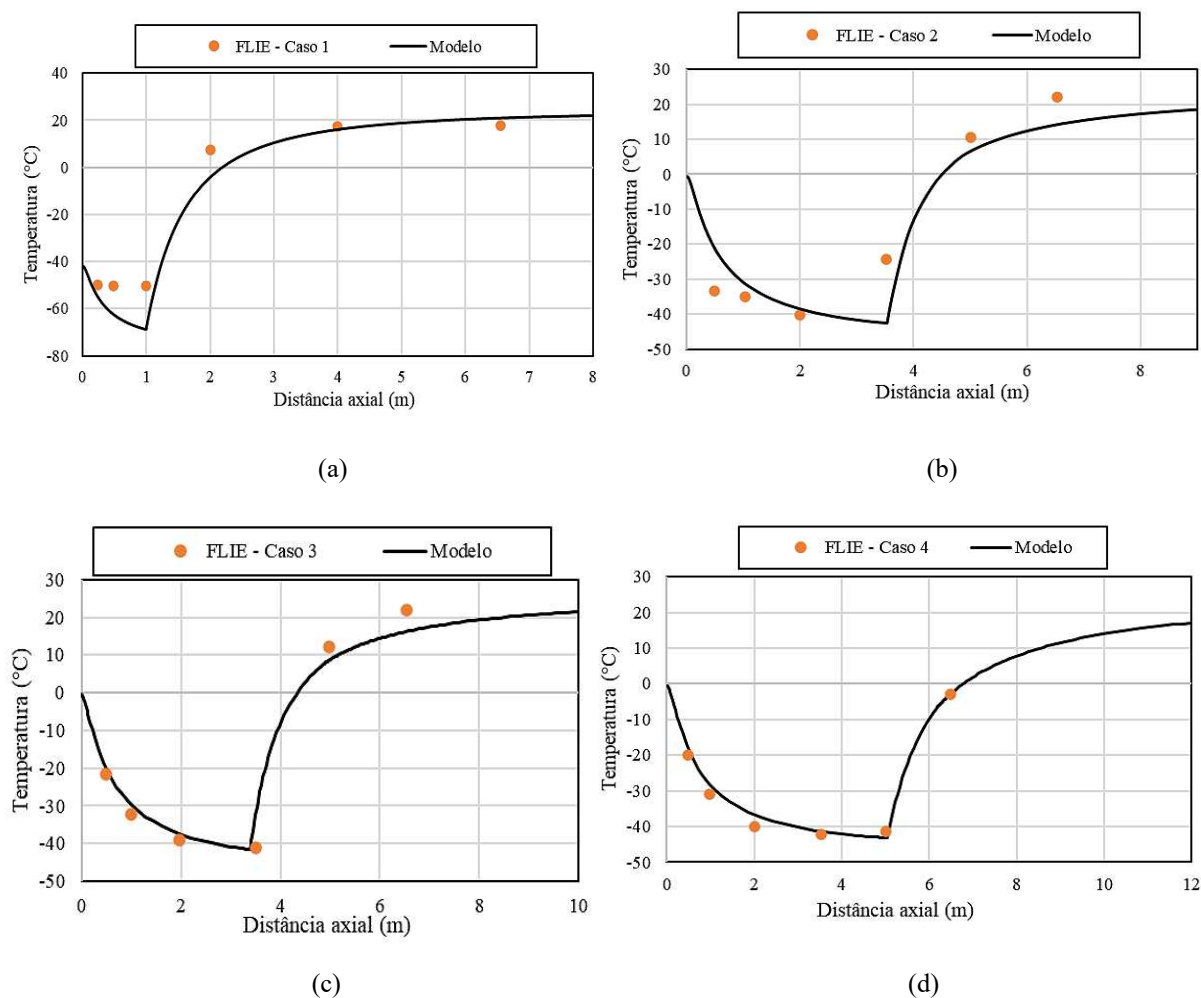 FLIE - Caso 1 Modelo
40
20
0
-20
-40
-60
-80
Temperatura (°C)
0 1 2 3 4 5 6 7 8
Distância axial (m)
(a)
FLIE - Caso 2 Modelo
30
20
10
0
-10
-20
-30
-40
-50
Temperatura (°C)
0 2 4 6 8
Distância axial (m)
(b)
FLIE - Caso 3 Modelo
30
20
10
0
-10
-20
-30
-40
-50
Temperatura (°C)
0 2 4 6 8 10
Distância axial (m)
(c)
FLIE - Caso 4 Modelo
30
20
10
0
-10
-20
-30
-40
-50
Temperatura (°C)
0 2 4 6 8 10 12
Distância axial (m)
(d)